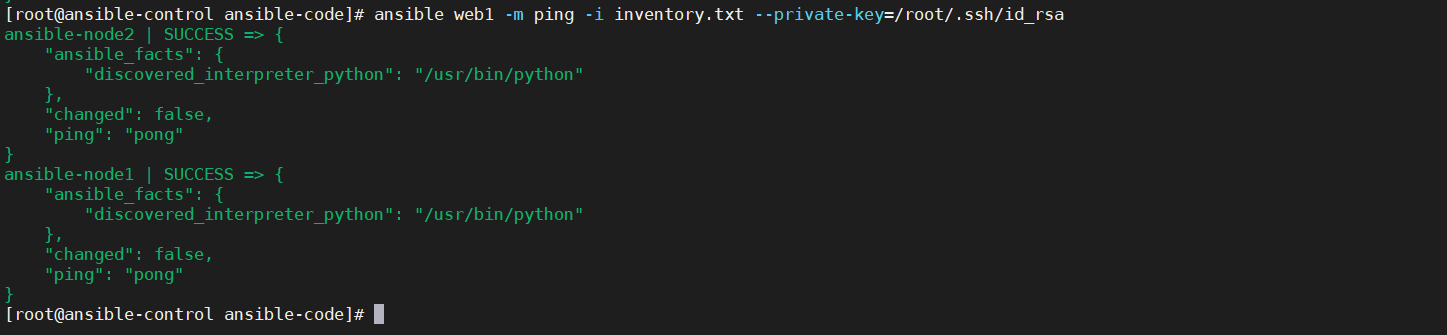 [root@ansible-control ansible-code]# ansible web1 -m ping -i inventory.txt --private-key=/root/.ssh/id_rsa
ansible-node2 | SUCCESS => {
    "ansible_facts": {
        "discovered_interpreter_python": "/usr/bin/python"
    },
    "changed": false,
    "ping": "pong"
}
ansible-node1 | SUCCESS => {
    "ansible_facts": {
        "discovered_interpreter_python": "/usr/bin/python"
    },
    "changed": false,
    "ping": "pong"
}
[root@ansible-control ansible-code]#